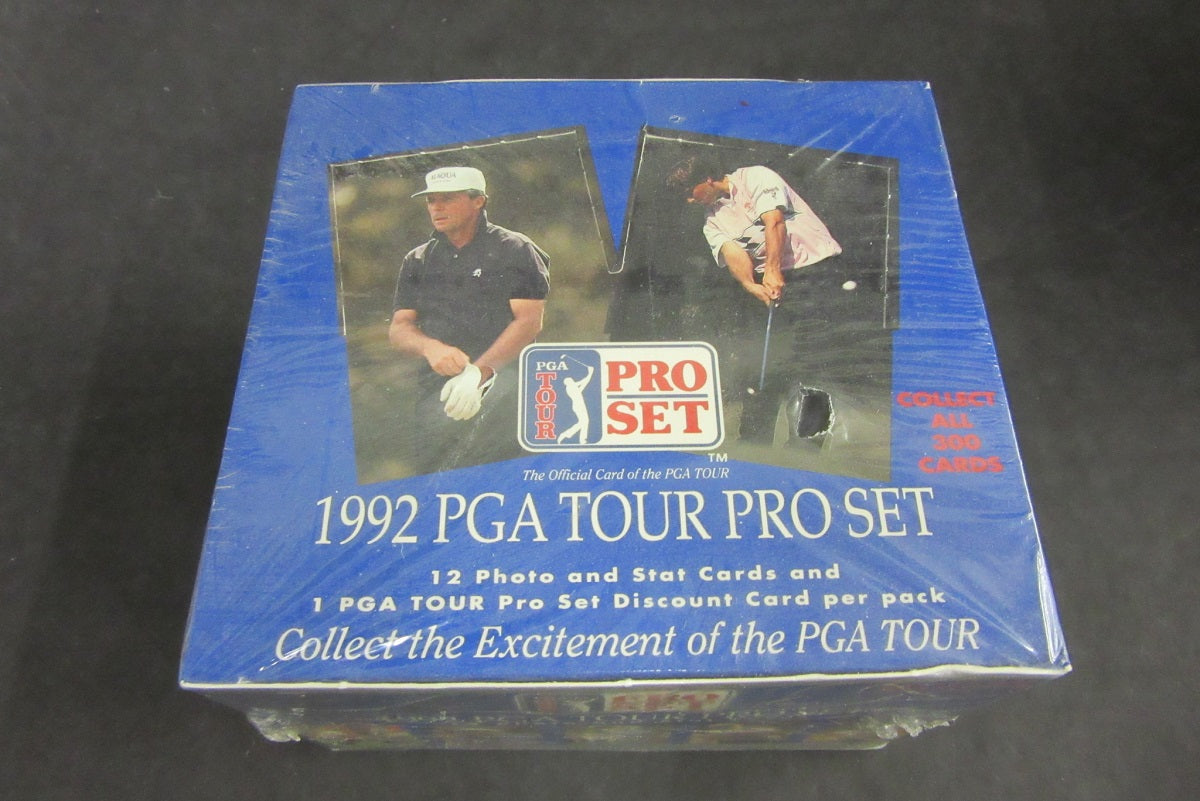 PGA
TOUR
PRO
SET
TM
The Official Card of the PGA TOUR
COLLECT
ALL
300
CARDS
1992 PGA TOUR PRO SET
12 Photo and Stat Cards and
1 PGA TOUR Pro Set Discount Card per pack
Collect the Excitement of the PGA TOUR
PGA TOUR